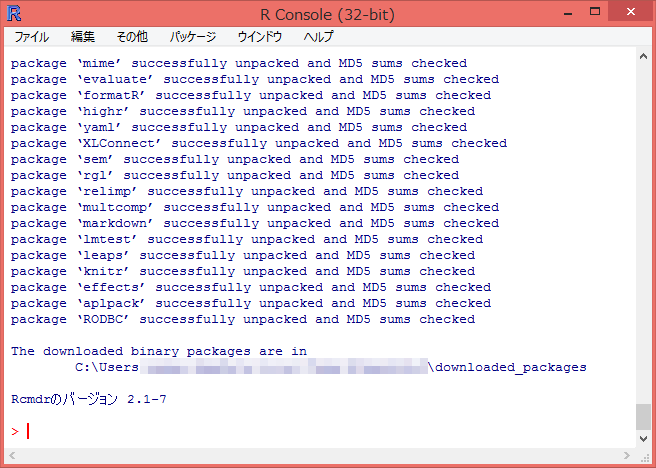 R Console (32-bit)
ファイル 編集 その他 パッケージ ウインドウ ヘルプ
package ‘mime’ successfully unpacked and MD5 sums checked
package ‘evaluate’ successfully unpacked and MD5 sums checked
package ‘formatR’ successfully unpacked and MD5 sums checked
package ‘highr’ successfully unpacked and MD5 sums checked
package ‘yaml’ successfully unpacked and MD5 sums checked
package ‘XLConnect’ successfully unpacked and MD5 sums checked
package ‘sem’ successfully unpacked and MD5 sums checked
package ‘rgl’ successfully unpacked and MD5 sums checked
package ‘relimp’ successfully unpacked and MD5 sums checked
package ‘multcomp’ successfully unpacked and MD5 sums checked
package ‘markdown’ successfully unpacked and MD5 sums checked
package ‘lmtest’ successfully unpacked and MD5 sums checked
package ‘leaps’ successfully unpacked and MD5 sums checked
package ‘knitr’ successfully unpacked and MD5 sums checked
package ‘effects’ successfully unpacked and MD5 sums checked
package ‘aplpack’ successfully unpacked and MD5 sums checked
package ‘RODBC’ successfully unpacked and MD5 sums checked
The downloaded binary packages are in
C:\Users \downloaded_packages
Rcmdrのバージョン 2.1-7
>